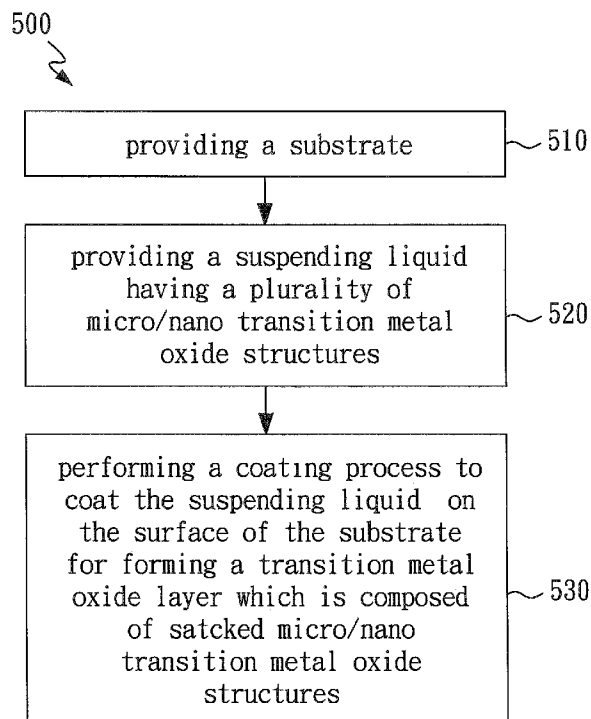 500
providing a substrate
510
providing a suspending liquid
having a plurality of
micro/nano transition metal
oxide structures
520
performing a coating process to
coat the suspending liquid on
the surface of the substrate
for forming a transition metal
oxide layer which is composed
of satcked micro/nano
transition metal oxide
structures
530